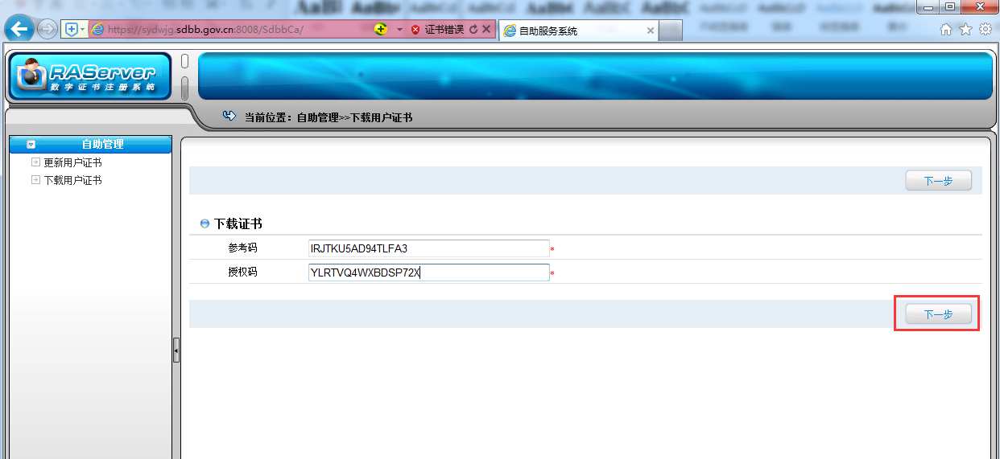 https://sydwjg.sdbb.gov.cn:8008/SdbbCa/
证书错误
自助服务系统
RAServer
数字证书注册系统
当前位置：自助管理>>下载用户证书
自助管理
更新用户证书
下载用户证书
下一步
下载证书
参考码 IRJTKU5AD94TLFA3 *
授权码 YLRTVQ4WXBDSP72X *
下一步